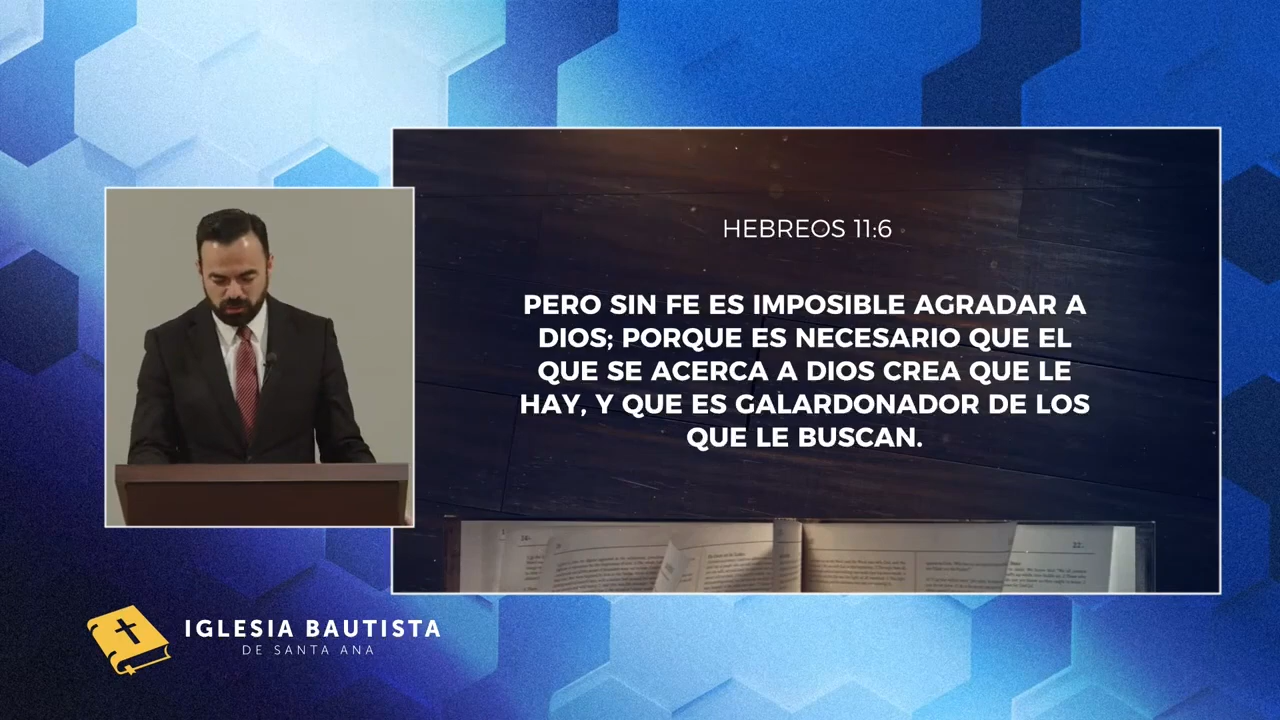 HEBREOS 11:6
PERO SIN FE ES IMPOSIBLE AGRADAR A
DIOS; PORQUE ES NECESARIO QUE EL
QUE SE ACERCA A DIOS CREA QUE LE
HAY, Y QUE ES GALARDONADOR DE LOS
QUE LE BUSCAN.
IGLESIA BAUTISTA
DE SANTA ANA